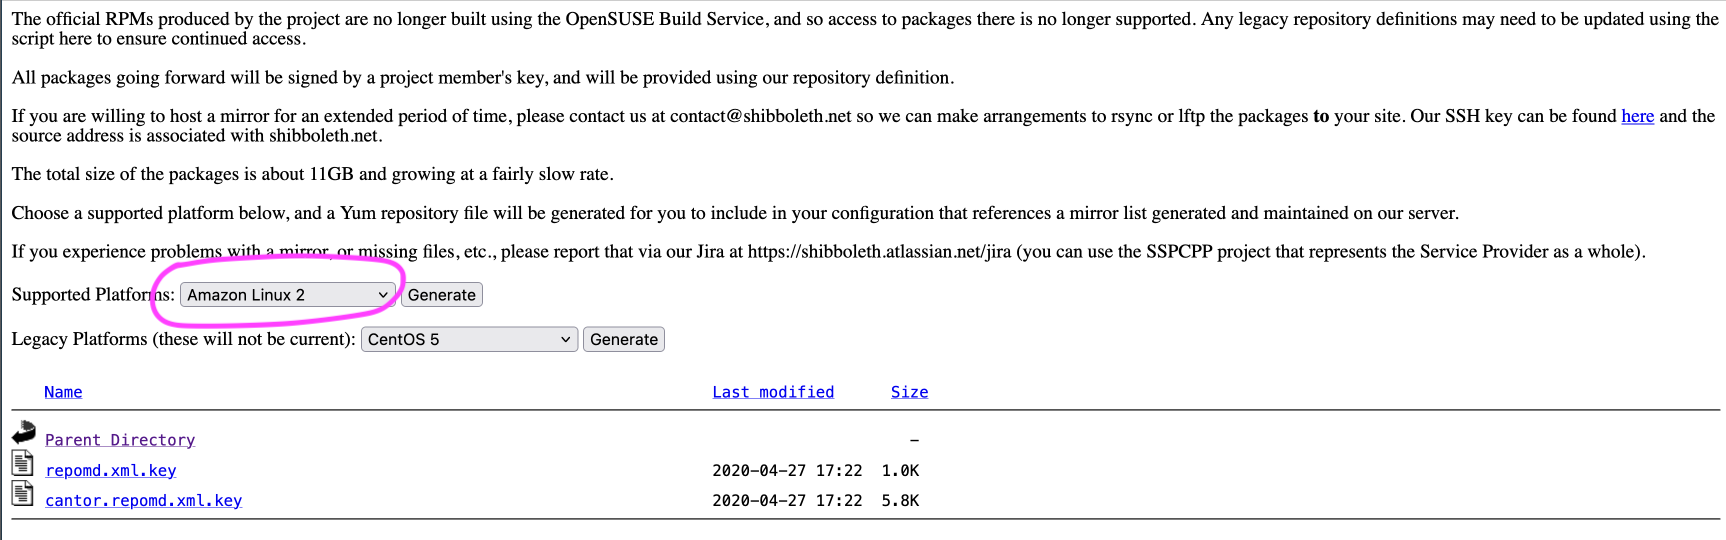 The official RPMs produced by the project are no longer built using the OpenSUSE Build Service, and so access to packages there is no longer supported. Any legacy repository definitions may need to be updated using the
script here to ensure continued access.
All packages going forward will be signed by a project member's key, and will be provided using our repository definition.
If you are willing to host a mirror for an extended period of time, please contact us at contact@shibboleth.net so we can make arrangements to rsync or lftp the packages to your site. Our SSH key can be found here and the
source address is associated with shibboleth.net.
The total size of the packages is about 11GB and growing at a fairly slow rate.
Choose a supported platform below, and a Yum repository file will be generated for you to include in your configuration that references a mirror list generated and maintained on our server.
If you experience problems with a mirror, or missing files, etc., please report that via our Jira at https://shibboleth.atlassian.net/jira (you can use the SSPCPP project that represents the Service Provider as a whole).
Supported Platforms: Amazon Linux 2 Generate
Legacy Platforms (these will not be current): CentOS 5 Generate
Name Last modified Size
Parent Directory -
repomd.xml.key 2020-04-27 17:22 1.0K
cantor.repomd.xml.key 2020-04-27 17:22 5.8K